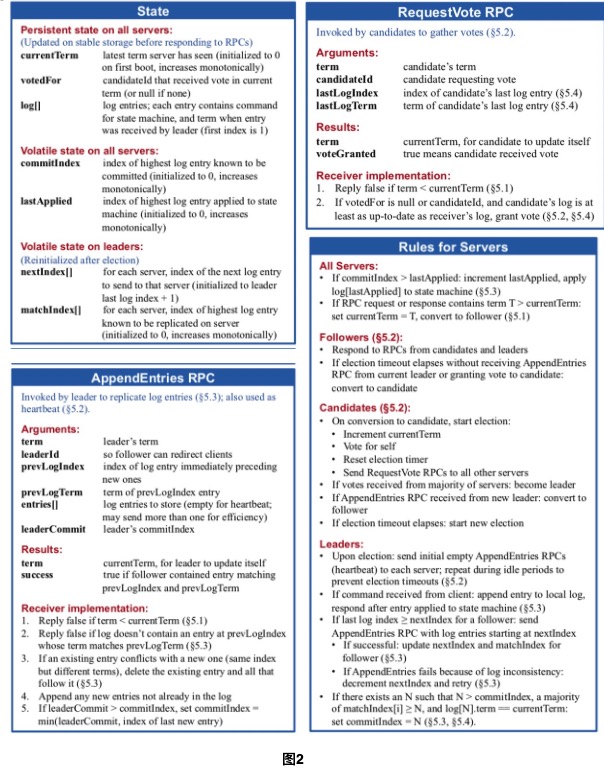 State
Persistent state on all servers:
(Updated on stable storage before responding to RPCs)
currentTerm latest term server has seen (initialized to 0
on first boot, increases monotonically)
votedFor candidateId that received vote in current
term (or null if none)
log[] log entries; each entry contains command
for state machine, and term when entry
was received by leader (first index is 1)
Volatile state on all servers:
commitIndex index of highest log entry known to be
committed (initialized to 0, increases
monotonically)
lastApplied index of highest log entry applied to state
machine (initialized to 0, increases
monotonically)
Volatile state on leaders:
(Reinitialized after election)
nextIndex[] for each server, index of the next log entry
to send to that server (initialized to leader
last log index + 1)
matchIndex[] for each server, index of highest log entry
known to be replicated on server
(initialized to 0, increases monotonically)
AppendEntries RPC
Invoked by leader to replicate log entries (§5.3); also used as
heartbeat (§5.2).
Arguments:
term leader's term
leaderId so follower can redirect clients
prevLogIndex index of log entry immediately preceding
new ones
prevLogTerm term of prevLogIndex entry
entries[] log entries to store (empty for heartbeat;
may send more than one for efficiency)
leaderCommit leader's commitIndex
Results:
term currentTerm, for leader to update itself
success true if follower contained entry matching
prevLogIndex and prevLogTerm
Receiver implementation:
1. Reply false if term < currentTerm (§5.1)
2. Reply false if log doesn't contain an entry at prevLogIndex
whose term matches prevLogTerm (§5.3)
3. If an existing entry conflicts with a new one (same index
but different terms), delete the existing entry and all that
follow it (§5.3)
4. Append any new entries not already in the log
5. If leaderCommit > commitIndex, set commitIndex =
min(leaderCommit, index of last new entry)
RequestVote RPC
Invoked by candidates to gather votes (§5.2).
Arguments:
term candidate's term
candidateId candidate requesting vote
lastLogIndex index of candidate's last log entry (§5.4)
lastLogTerm term of candidate's last log entry (§5.4)
Results:
term currentTerm, for candidate to update itself
voteGranted true means candidate received vote
Receiver implementation:
1. Reply false if term < currentTerm (§5.1)
2. If votedFor is null or candidateId, and candidate's log is at
least as up-to-date as receiver's log, grant vote (§5.2, §5.4)
Rules for Servers
All Servers:
• If commitIndex > lastApplied: increment lastApplied, apply
log[lastApplied] to state machine (§5.3)
• If RPC request or response contains term T > currentTerm:
set currentTerm = T, convert to follower (§5.1)
Followers (§5.2):
• Respond to RPCs from candidates and leaders
• If election timeout elapses without receiving AppendEntries
RPC from current leader or granting vote to candidate:
convert to candidate
Candidates (§5.2):
• On conversion to candidate, start election:
• Increment currentTerm
• Vote for self
• Reset election timer
• Send RequestVote RPCs to all other servers
• If votes received from majority of servers: become leader
• If AppendEntries RPC received from new leader: convert to
follower
• If election timeout elapses: start new election
Leaders:
• Upon election: send initial empty AppendEntries RPCs
(heartbeat) to each server; repeat during idle periods to
prevent election timeouts (§5.2)
• If command received from client: append entry to local log,
respond after entry applied to state machine (§5.3)
• If last log index ≥ nextIndex for a follower: send
AppendEntries RPC with log entries starting at nextIndex
• If successful: update nextIndex and matchIndex for
follower (§5.3)
• If AppendEntries fails because of log inconsistency:
decrement nextIndex and retry (§5.3)
• If there exists an N such that N > commitIndex, a majority
of matchIndex[i] ≥ N, and log[N].term == currentTerm:
set commitIndex = N (§5.3, §5.4).
图2